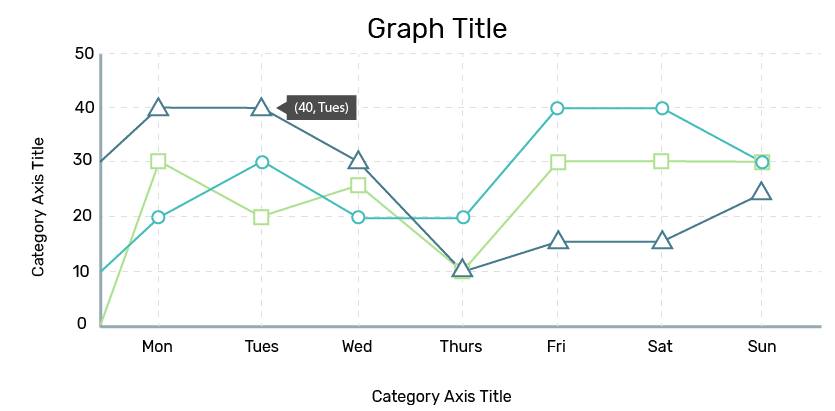 Graph Title
50
40
30
20
10
0
Category Axis Title
(40, Tues)
Mon Tues Wed Thurs Fri Sat Sun
Category Axis Title